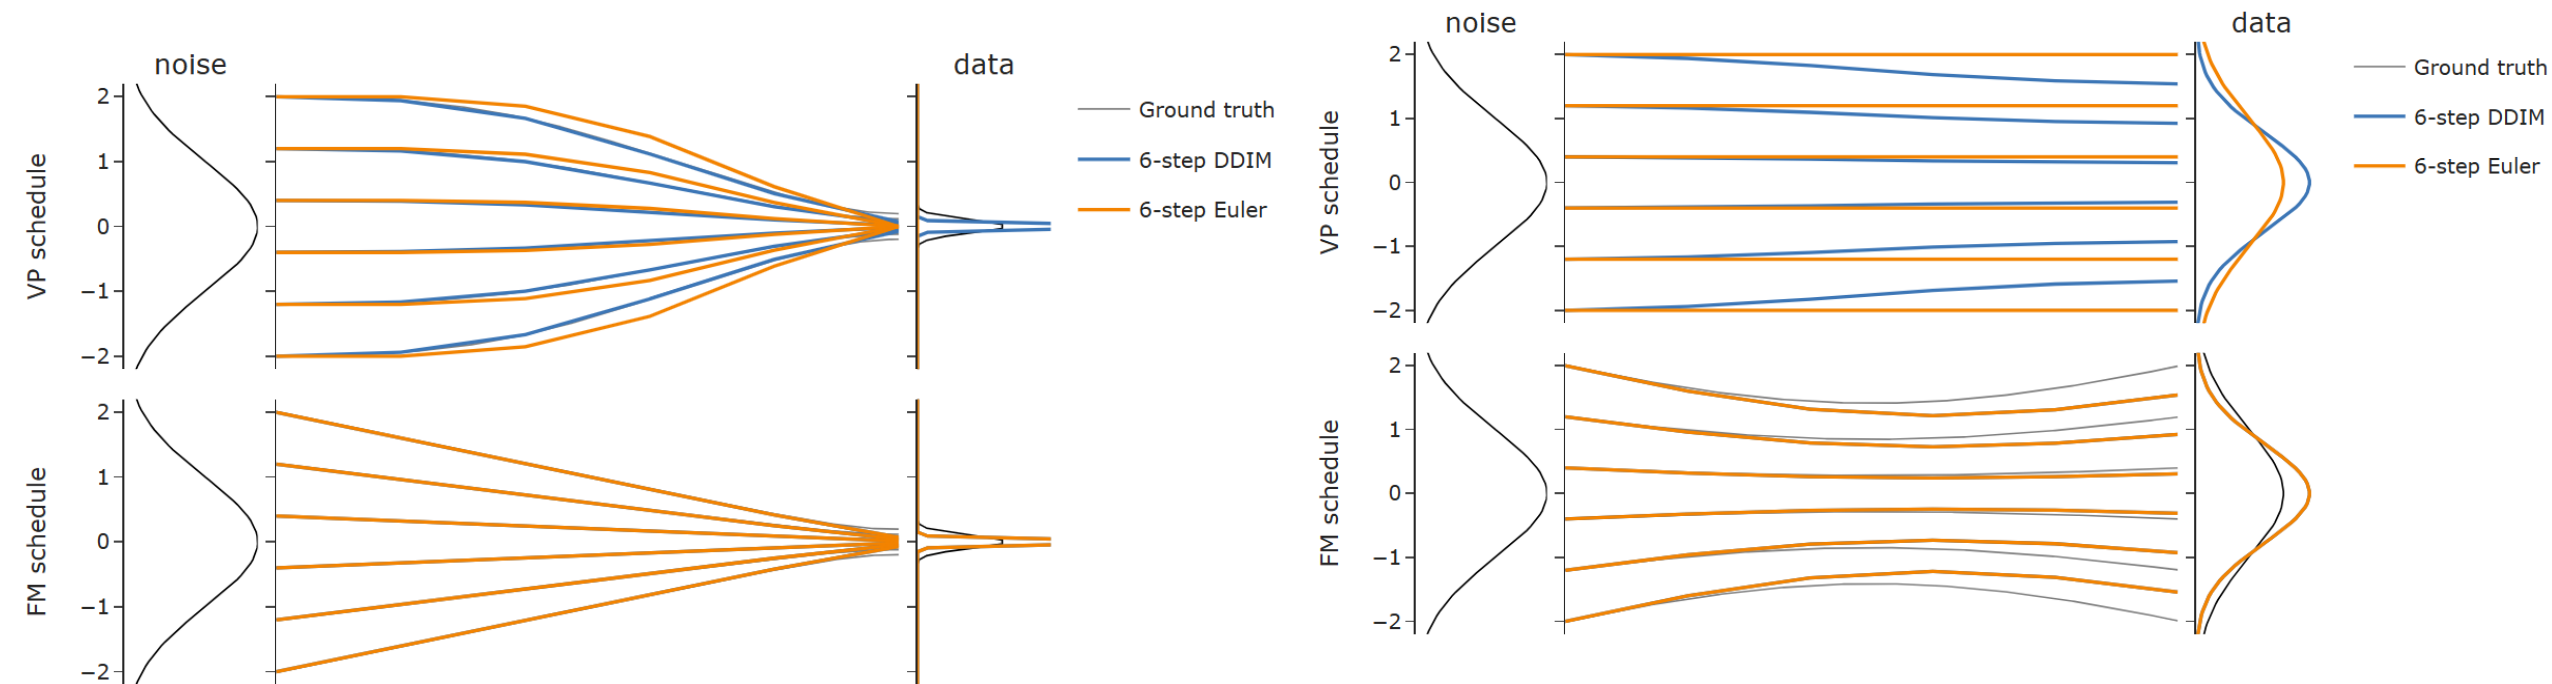 noise
data
VP schedule
2
1
0
−1
−2
Ground truth
6-step DDIM
6-step Euler
FM schedule
2
1
0
−1
−2
noise
data
VP schedule
2
1
0
−1
−2
Ground truth
6-step DDIM
6-step Euler
FM schedule
2
1
0
−1
−2